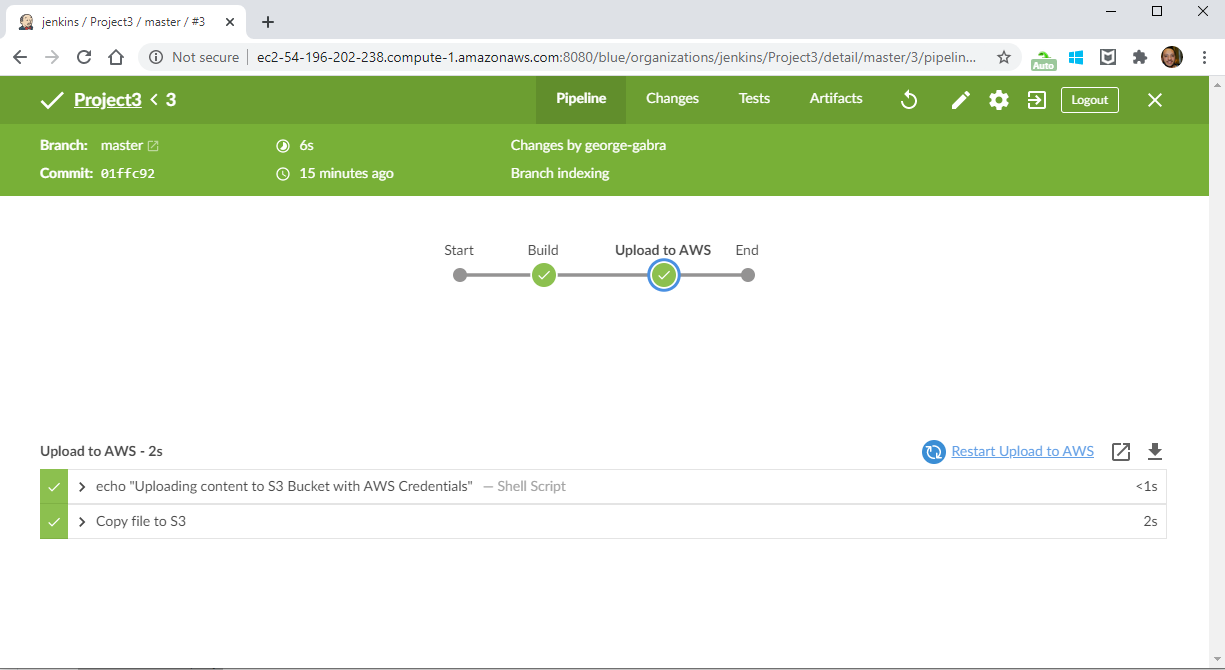 jenkins / Project3 / master / #3
Not secure ec2-54-196-202-238.compute-1.amazonaws.com:8080/blue/organizations/jenkins/Project3/detail/master/3/pipelin...
Auto
Project3 < 3 Pipeline Changes Tests Artifacts Logout
Branch: master 6s Changes by george-gabra
Commit: 01ffc92 15 minutes ago Branch indexing
Start Build Upload to AWS End
Upload to AWS - 2s Restart Upload to AWS
echo "Uploading content to S3 Bucket with AWS Credentials" — Shell Script <1s
Copy file to S3 2s